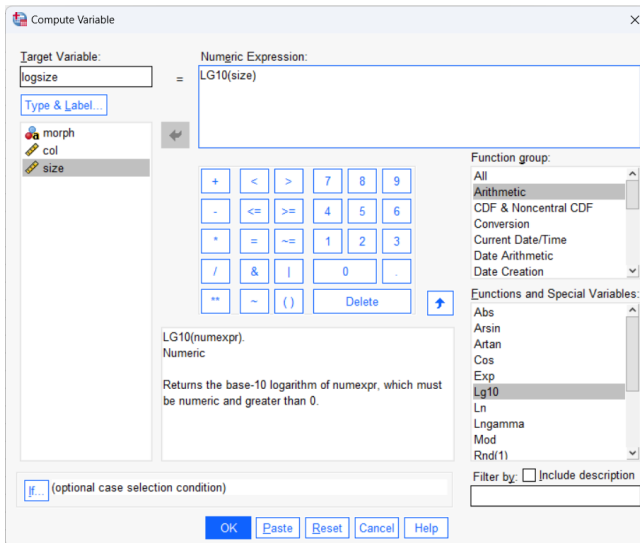 Compute Variable
Target Variable:
logsize
=
Numeric Expression:
LG10(size)
Type & Label...
morph
col
size
+ < > 7 8 9
- <= >= 4 5 6
* = ~= 1 2 3
/ & | 0 .
** ~ ( ) Delete
Function group:
All
Arithmetic
CDF & Noncentral CDF
Conversion
Current Date/Time
Date Arithmetic
Date Creation
LG10(numexpr).
Numeric
Returns the base-10 logarithm of numexpr, which must
be numeric and greater than 0.
Functions and Special Variables:
Abs
Arsin
Artan
Cos
Exp
Lg10
Ln
Lngamma
Mod
Rnd(1)
If... (optional case selection condition)
Filter by: Include description
OK Paste Reset Cancel Help